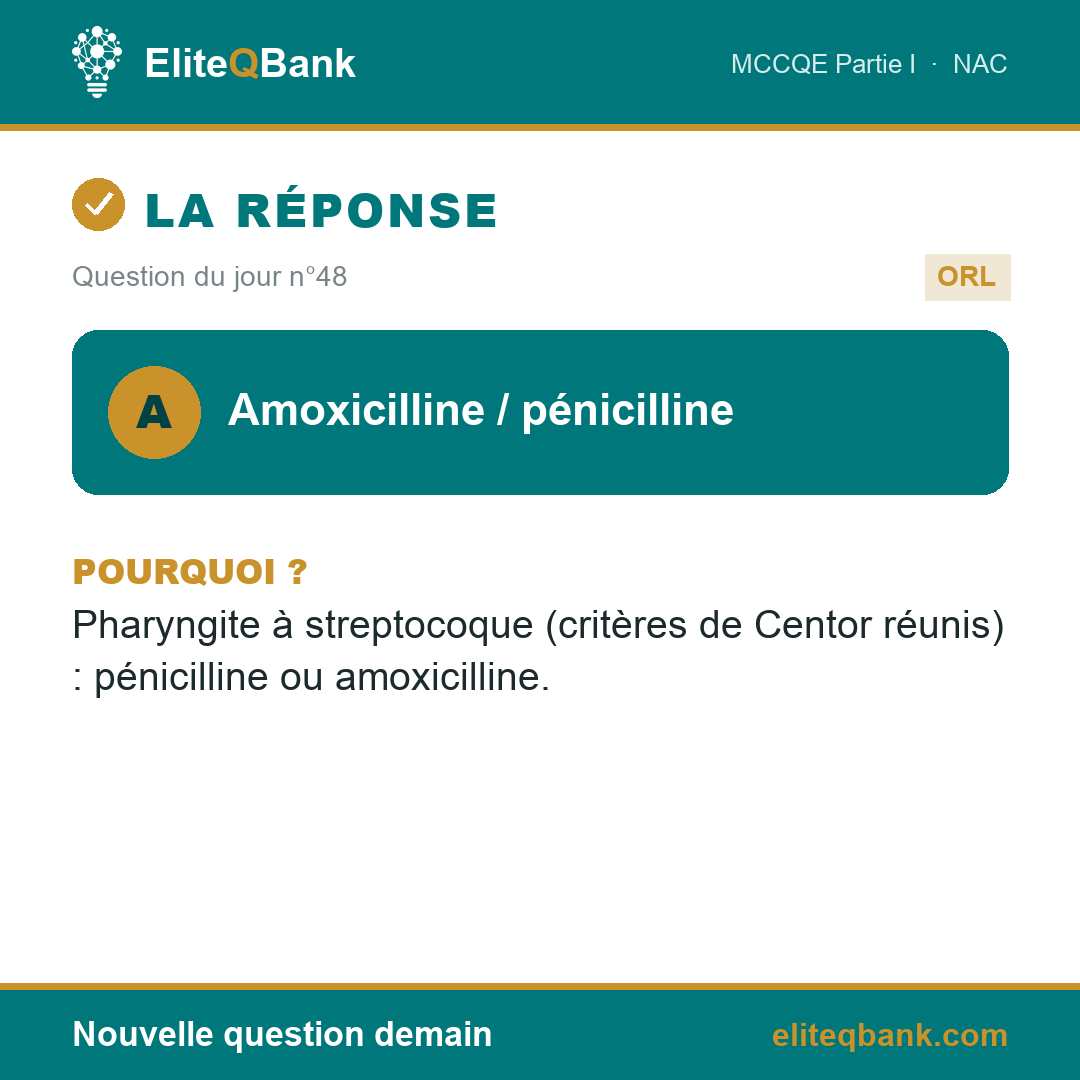 EliteQBank
MCCQE Partie I · NAC
LA RÉPONSE
Question du jour n°48
ORL
A
Amoxicilline / pénicilline
POURQUOI ?
Pharyngite à streptocoque (critères de Centor réunis)
: pénicilline ou amoxicilline.
Nouvelle question demain
eliteqbank.com